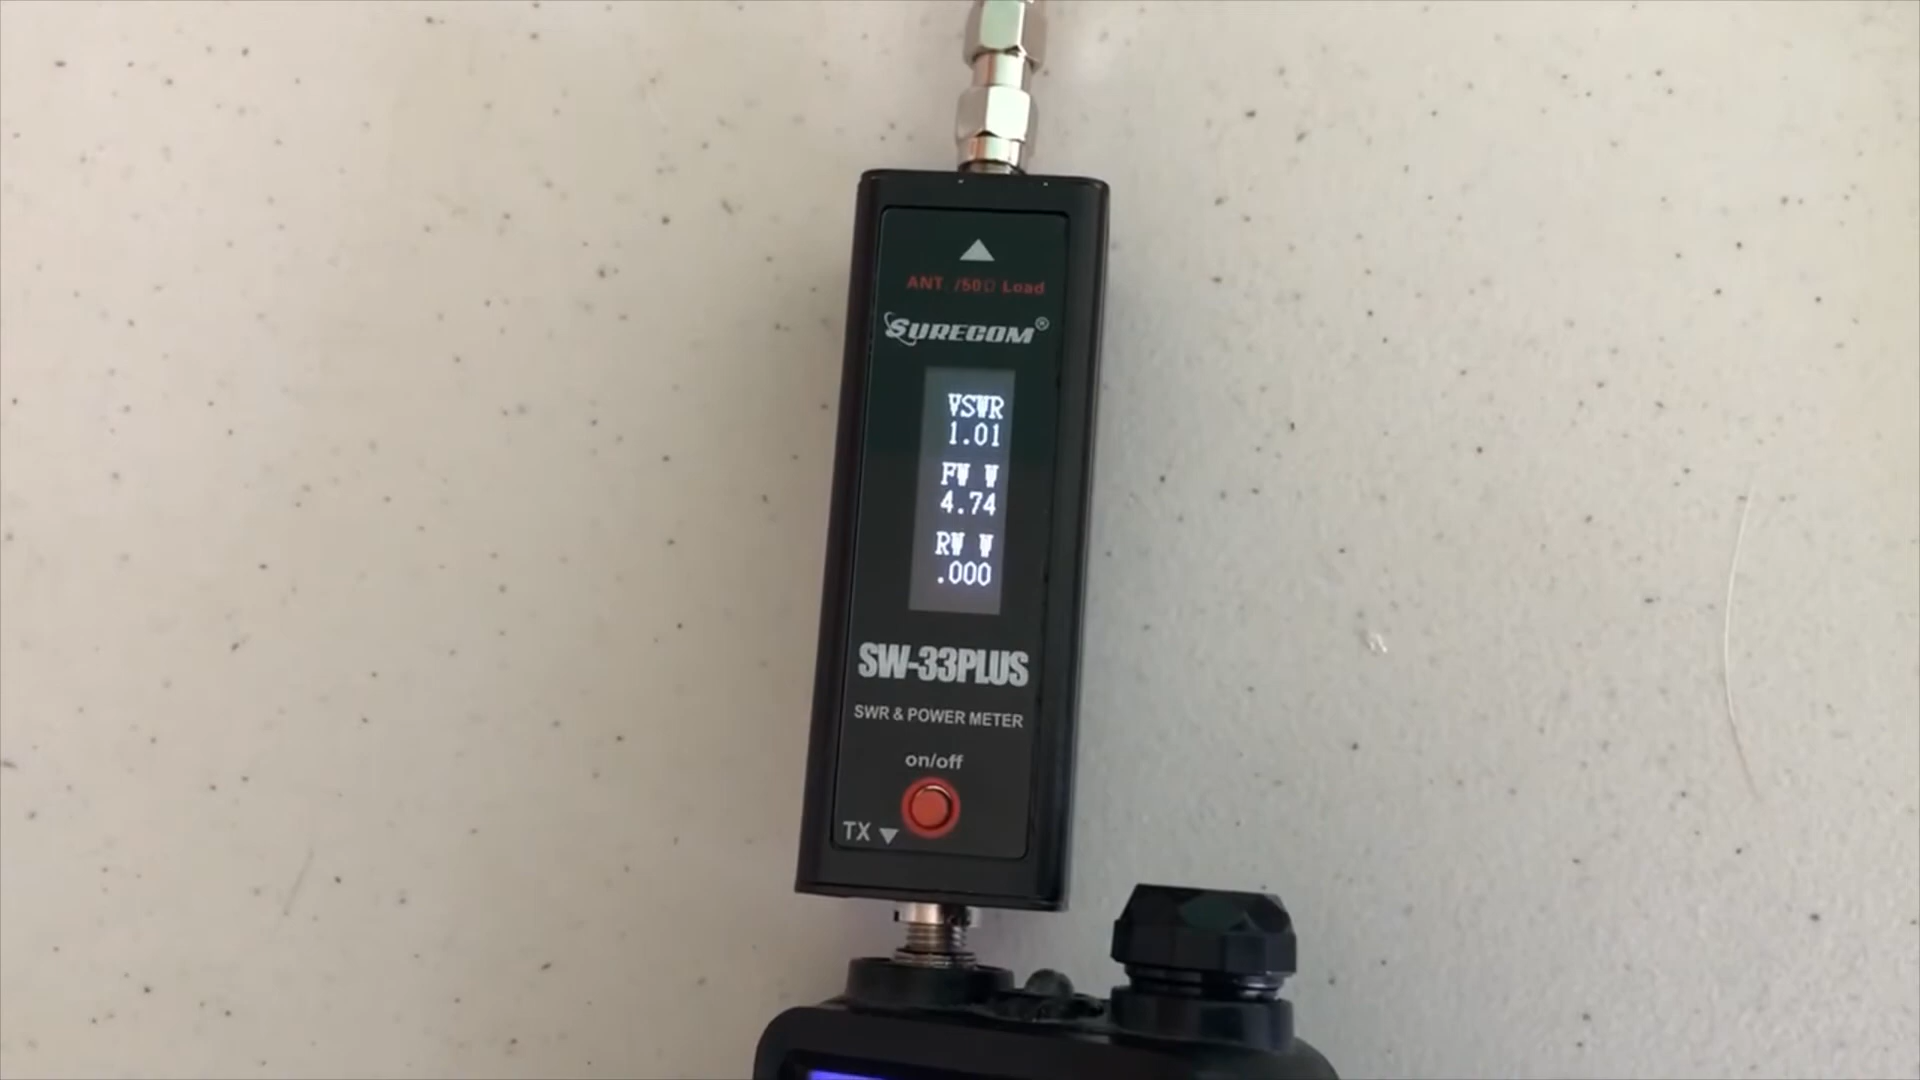 ANT. /50Ω Load
SURECOM®
VSWR
1.01
FW W
4.74
RW W
.000
SW-33PLUS
SWR & POWER METER
on/off
TX